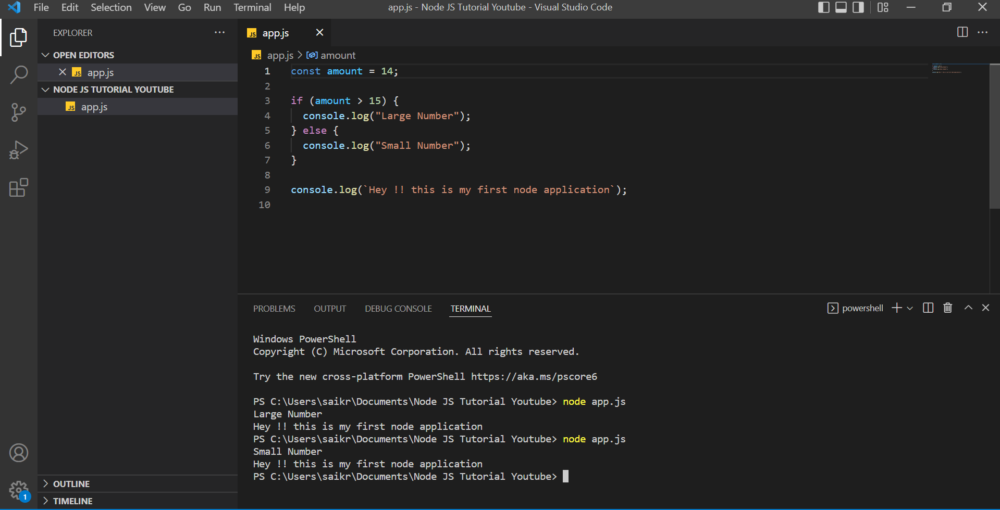 File Edit Selection View Go Run Terminal Help
app.js - Node JS Tutorial Youtube - Visual Studio Code
EXPLORER
OPEN EDITORS
JS app.js
NODE JS TUTORIAL YOUTUBE
JS app.js
OUTLINE
TIMELINE
1
JS app.js
JS app.js > amount
1 const amount = 14;
2
3 if (amount > 15) {
4 console.log("Large Number");
5 } else {
6 console.log("Small Number");
7 }
8
9 console.log(`Hey !! this is my first node application`);
10
PROBLEMS OUTPUT DEBUG CONSOLE TERMINAL
powershell
Windows PowerShell
Copyright (C) Microsoft Corporation. All rights reserved.
Try the new cross-platform PowerShell https://aka.ms/pscore6
PS C:\Users\saikr\Documents\Node JS Tutorial Youtube> node app.js
Large Number
Hey !! this is my first node application
PS C:\Users\saikr\Documents\Node JS Tutorial Youtube> node app.js
Small Number
Hey !! this is my first node application
PS C:\Users\saikr\Documents\Node JS Tutorial Youtube>